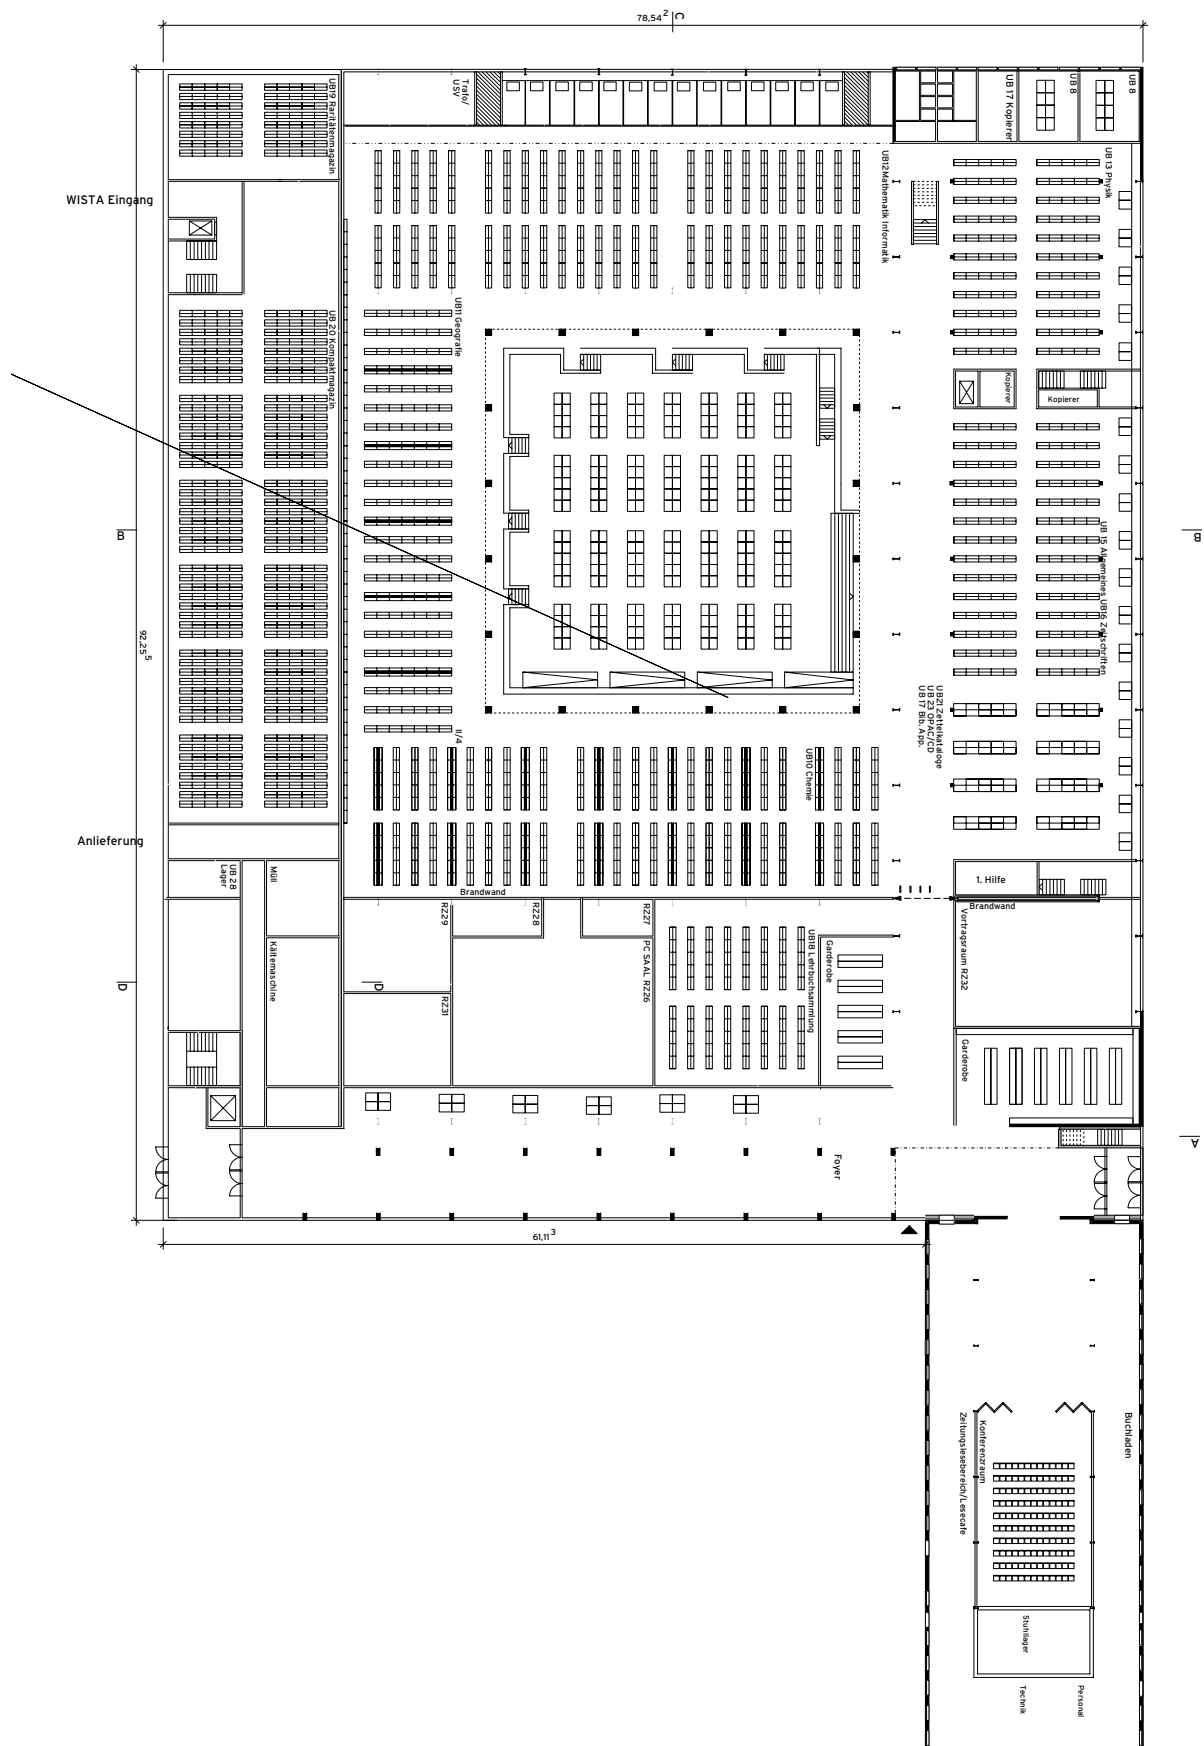 78,54²
C
Trafo/
USV
UB19 Raritätenmagazin
UB 17 Kopierer
UB 8
UB 8
WISTA Eingang
UB12Mathematik Informatik
UB 13 Physik
UB 20 Kompaktmagazin
UB11 Geografie
Kopierer
Kopierer
B
B
92,25⁵
UB 15 Allgemeines UB16 Zeitschriften
UB21 Zettelkataloge
UB 23 OPAC/CD
UB 17 Bib. App.
II/4
UB10 Chemie
Anlieferung
UB 28
Lager
Müll
Brandwand
1. Hilfe
Brandwand
RZ29
RZ28
RZ27
Vortragsraum RZ32
Kältemaschine
PC SAAL RZ26
UB18 Lehrbuchsammlung
Garderobe
D
D
RZ31
Garderobe
A
Foyer
61,11³
Zeitungslesebereich/Lesecafe
Konferenzraum
Buchladen
Stuhllager
Technik
Personal